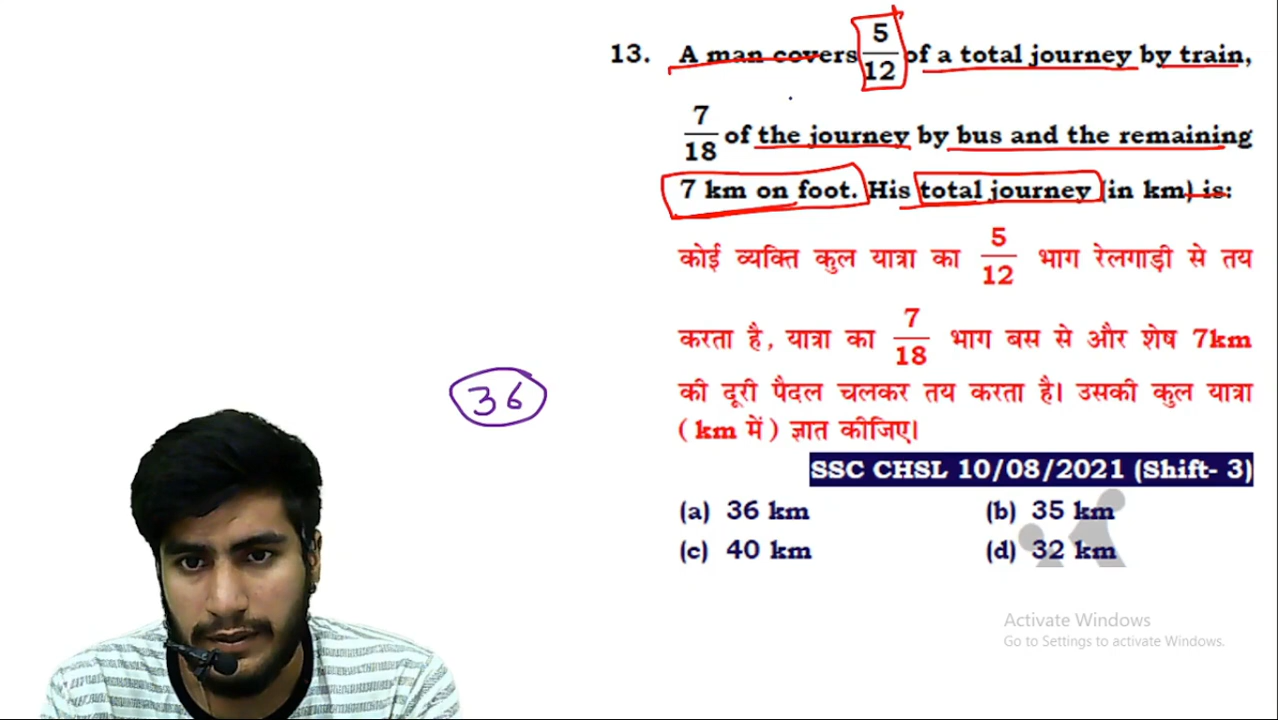 13. A man covers 5/12 of a total journey by train,
7/18 of the journey by bus and the remaining
7 km on foot. His total journey (in km) is:
कोई व्यक्ति कुल यात्रा का 5/12 भाग रेलगाड़ी से तय
करता है, यात्रा का 7/18 भाग बस से और शेष 7km
की दूरी पैदल चलकर तय करता है। उसकी कुल यात्रा
(km में) ज्ञात कीजिए।
36
SSC CHSL 10/08/2021 (Shift- 3)
(a) 36 km (b) 35 km
(c) 40 km (d) 32 km
Activate Windows
Go to Settings to activate Windows.